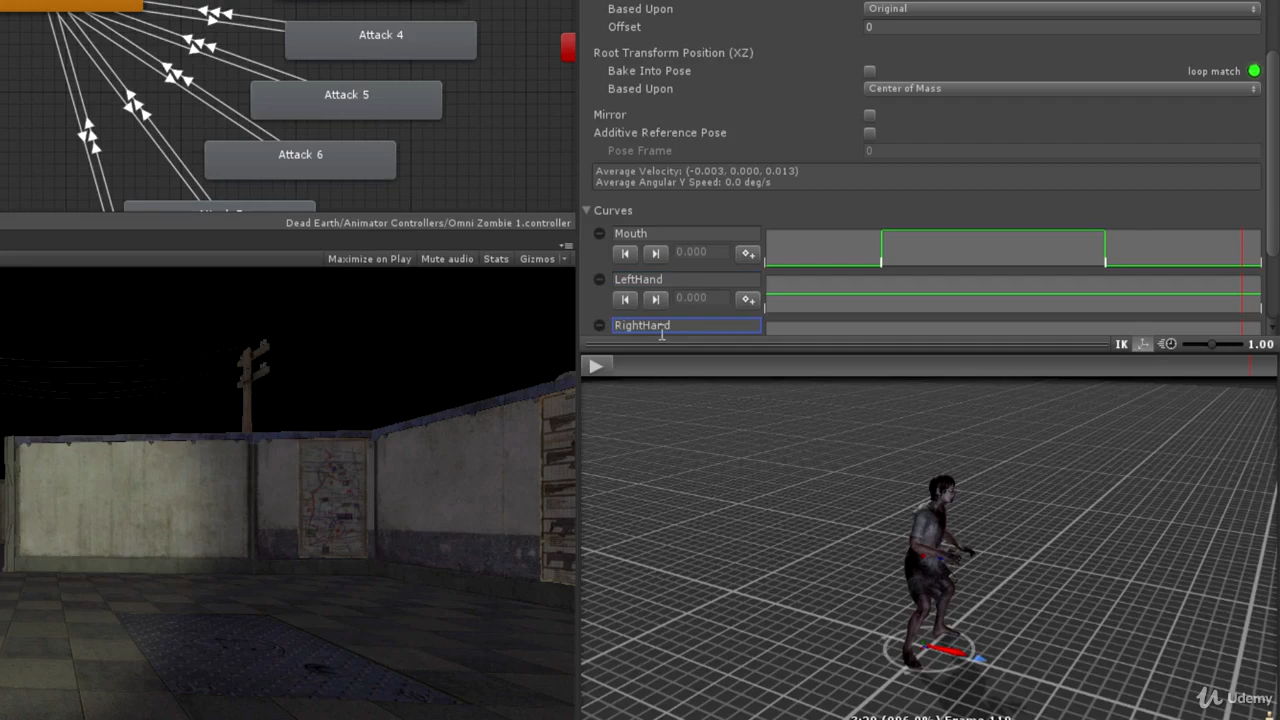 Attack 4
Attack 5
Attack 6
Dead Earth/Animator Controllers/Omni Zombie 1.controller
Maximize on Play Mute audio Stats Gizmos
Based Upon Original
Offset 0
Root Transform Position (XZ)
Bake Into Pose loop match
Based Upon Center of Mass
Mirror
Additive Reference Pose
Pose Frame 0
Average Velocity: (-0.003, 0.000, 0.013)
Average Angular Y Speed: 0.0 deg/s
Curves
Mouth
0.000
LeftHand
0.000
RightHand
IK 1.00
Udemy